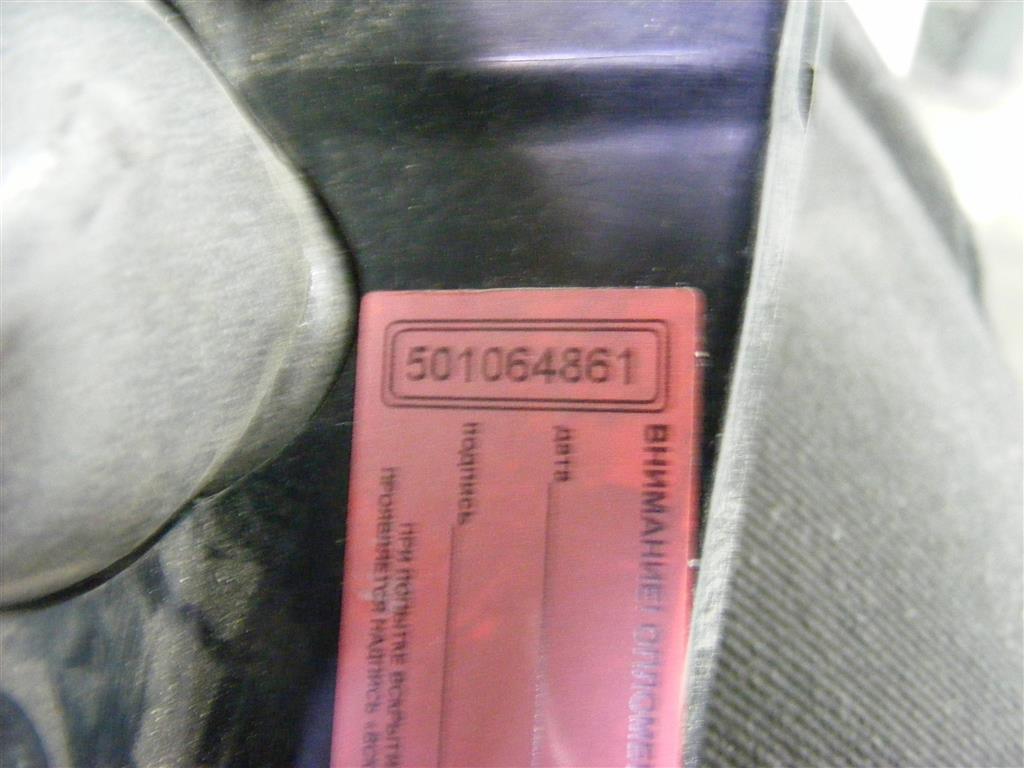 501064861
ВНИМАНИЕ! ОПЛОМБ
дата
подпись
ПРИ ПОПЫТКЕ ВСКРЫТИ
ПРОЯВЛЯЕТСЯ НАДПИСЬ «ВСК